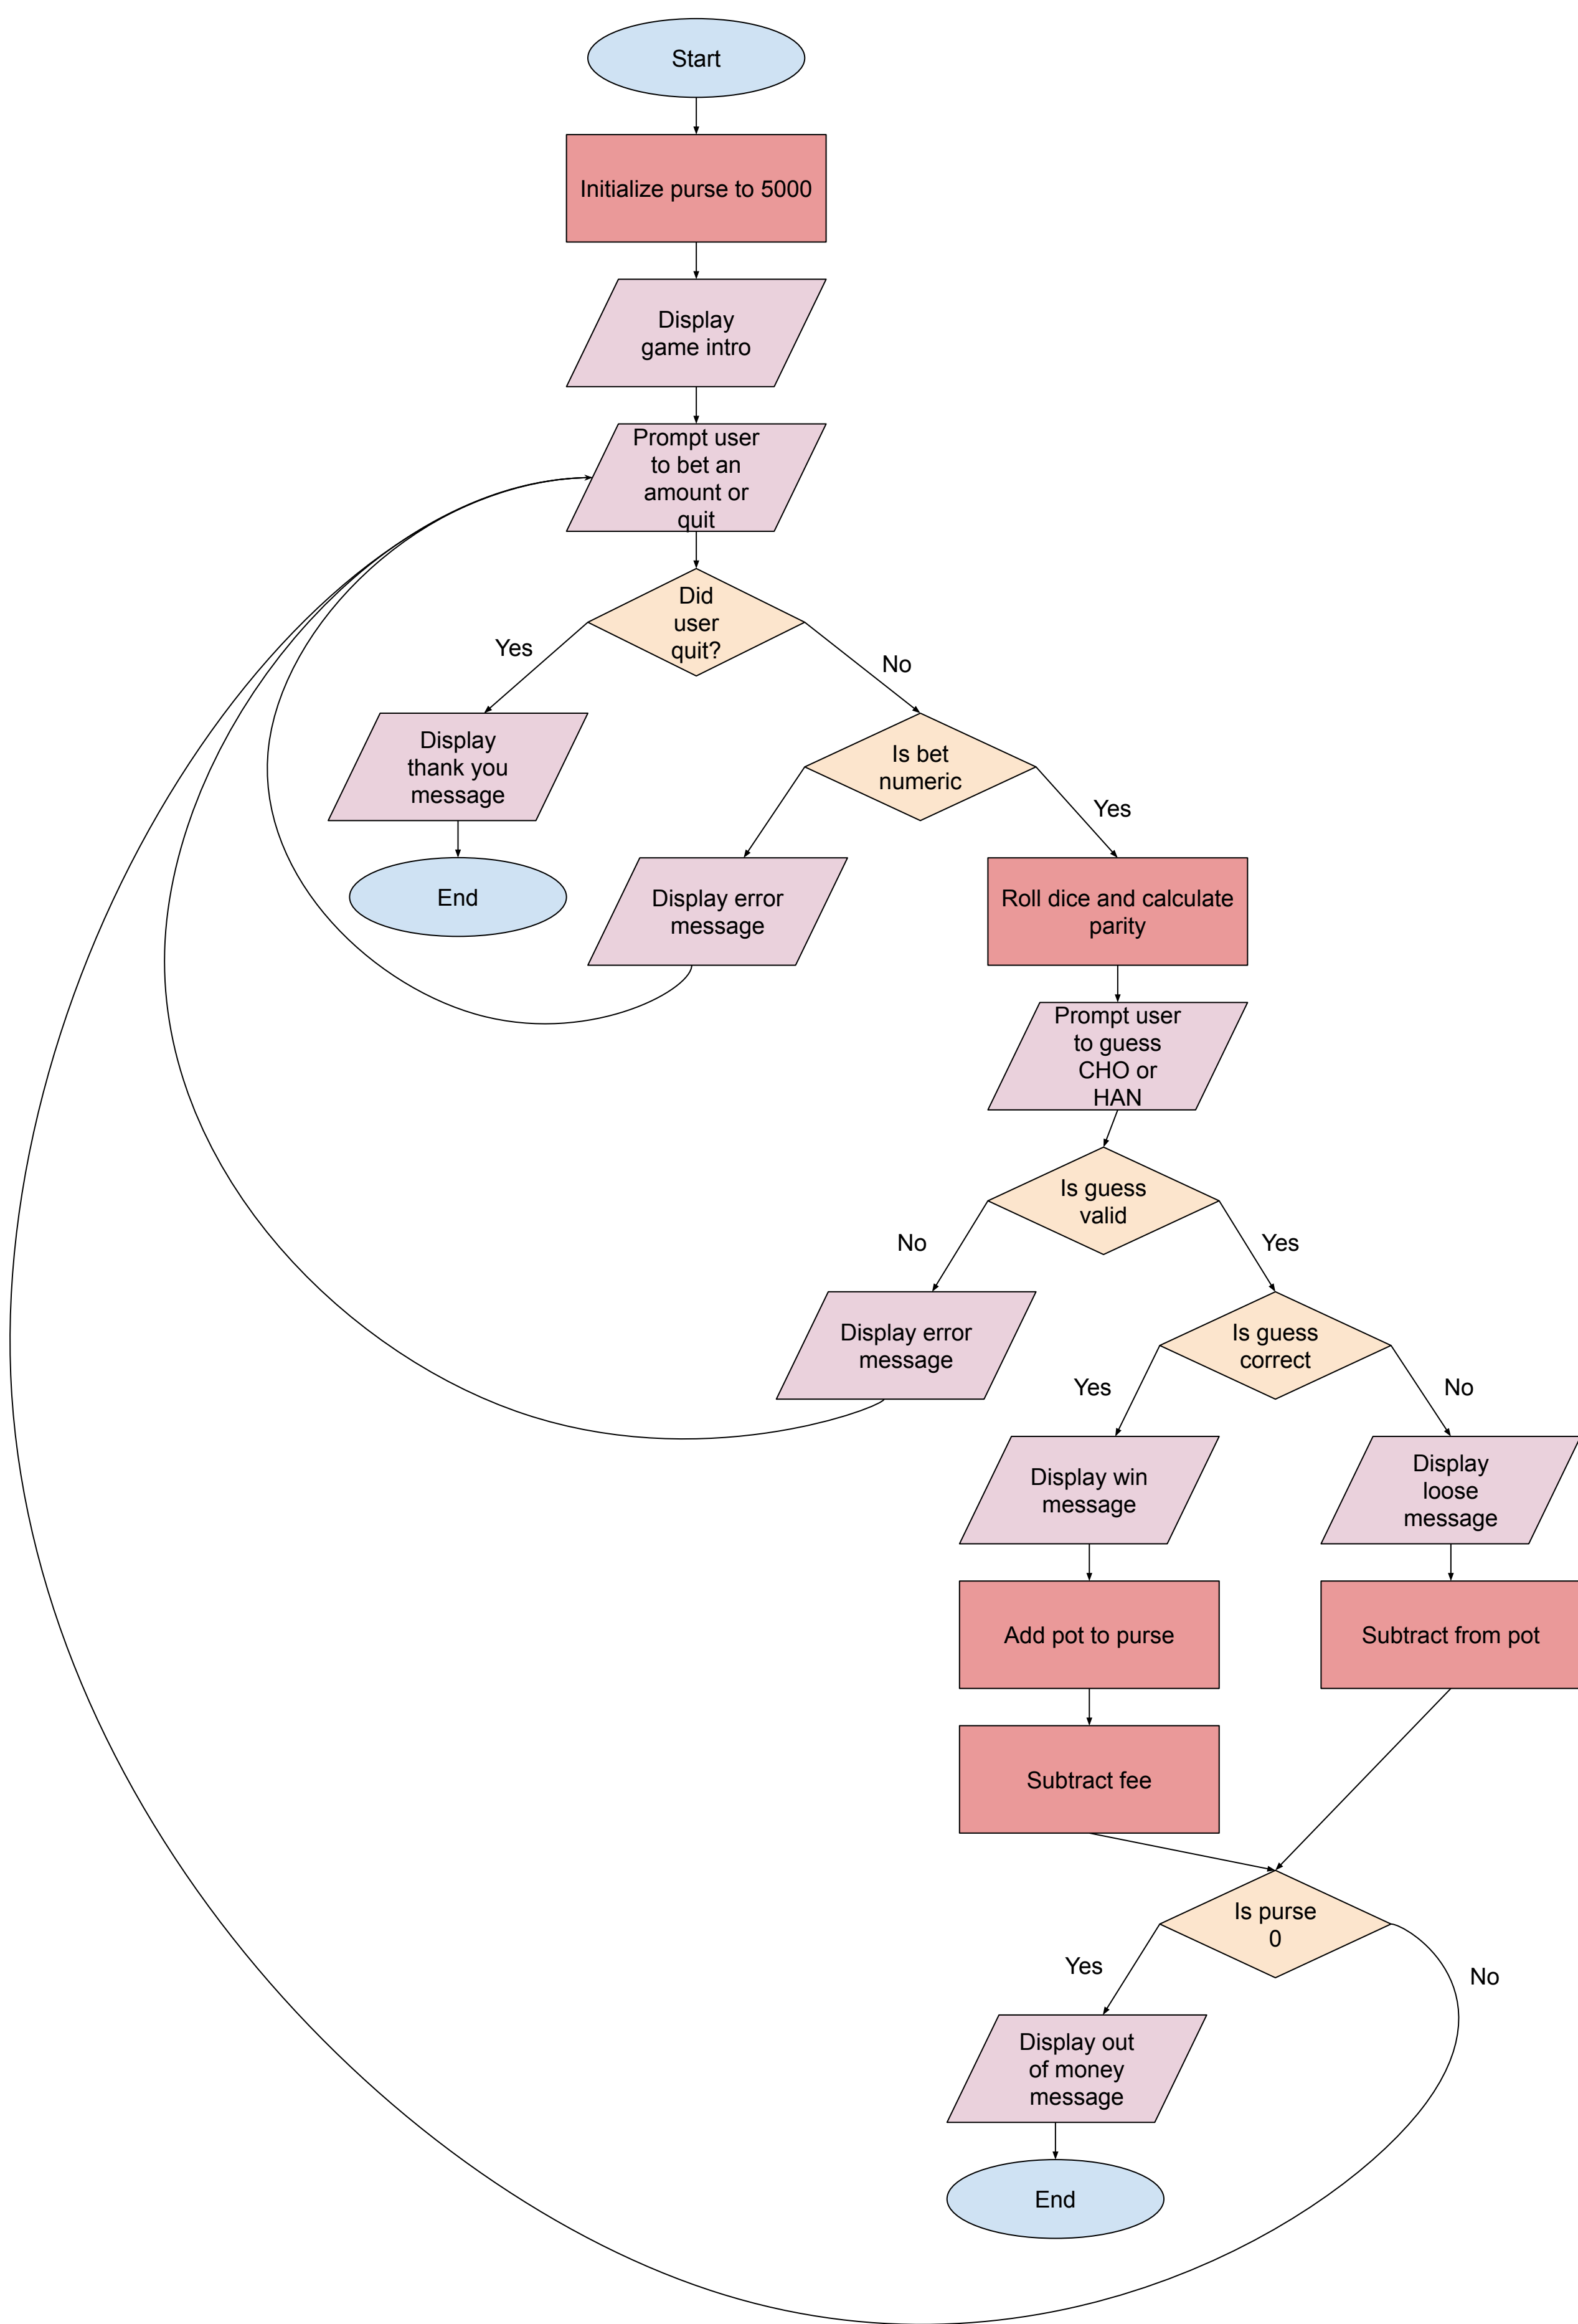 Start
Initialize purse to 5000
Display
game intro
Prompt user
to bet an
amount or
quit
Did
user
quit?
Yes
No
Display
thank you
message
Is bet
numeric
Yes
End
Display error
message
Roll dice and calculate
parity
Prompt user
to guess
CHO or
HAN
Is guess
valid
No
Yes
Display error
message
Is guess
correct
Yes
No
Display win
message
Display
loose
message
Add pot to purse
Subtract from pot
Subtract fee
Is purse
0
Yes
No
Display out
of money
message
End